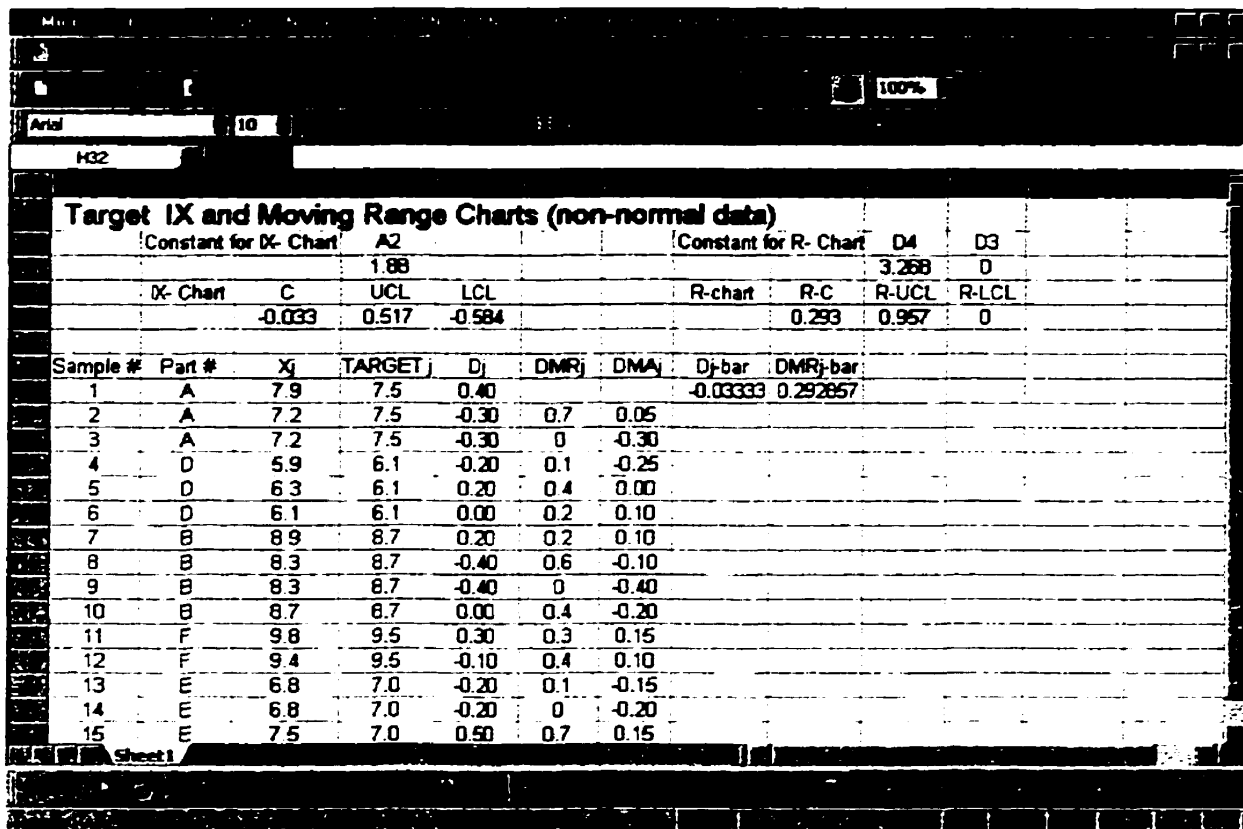 100%
Arial 10
H32
Target IX and Moving Range Charts (non-normal data)
Constant for IX- Chart A2 Constant for R- Chart D4 D3
1.88 3.268 0
IX- Chart C UCL LCL R-chart R-C R-UCL R-LCL
-0.033 0.517 -0.584 0.293 0.957 0
Sample # Part # Xj TARGET j Dj DMRj DMAj Dj-bar DMRj-bar
1 A 7.9 7.5 0.40 -0.03333 0.292857
2 A 7.2 7.5 -0.30 0.7 0.05
3 A 7.2 7.5 -0.30 0 -0.30
4 D 5.9 6.1 -0.20 0.1 -0.25
5 D 6.3 6.1 0.20 0.4 0.00
6 D 6.1 6.1 0.00 0.2 0.10
7 B 8.9 8.7 0.20 0.2 0.10
8 B 8.3 8.7 -0.40 0.6 -0.10
9 B 8.3 8.7 -0.40 0 -0.40
10 B 8.7 8.7 0.00 0.4 -0.20
11 F 9.8 9.5 0.30 0.3 0.15
12 F 9.4 9.5 -0.10 0.4 0.10
13 E 6.8 7.0 -0.20 0.1 -0.15
14 E 6.8 7.0 -0.20 0 -0.20
15 E 7.5 7.0 0.50 0.7 0.15
Sheet1